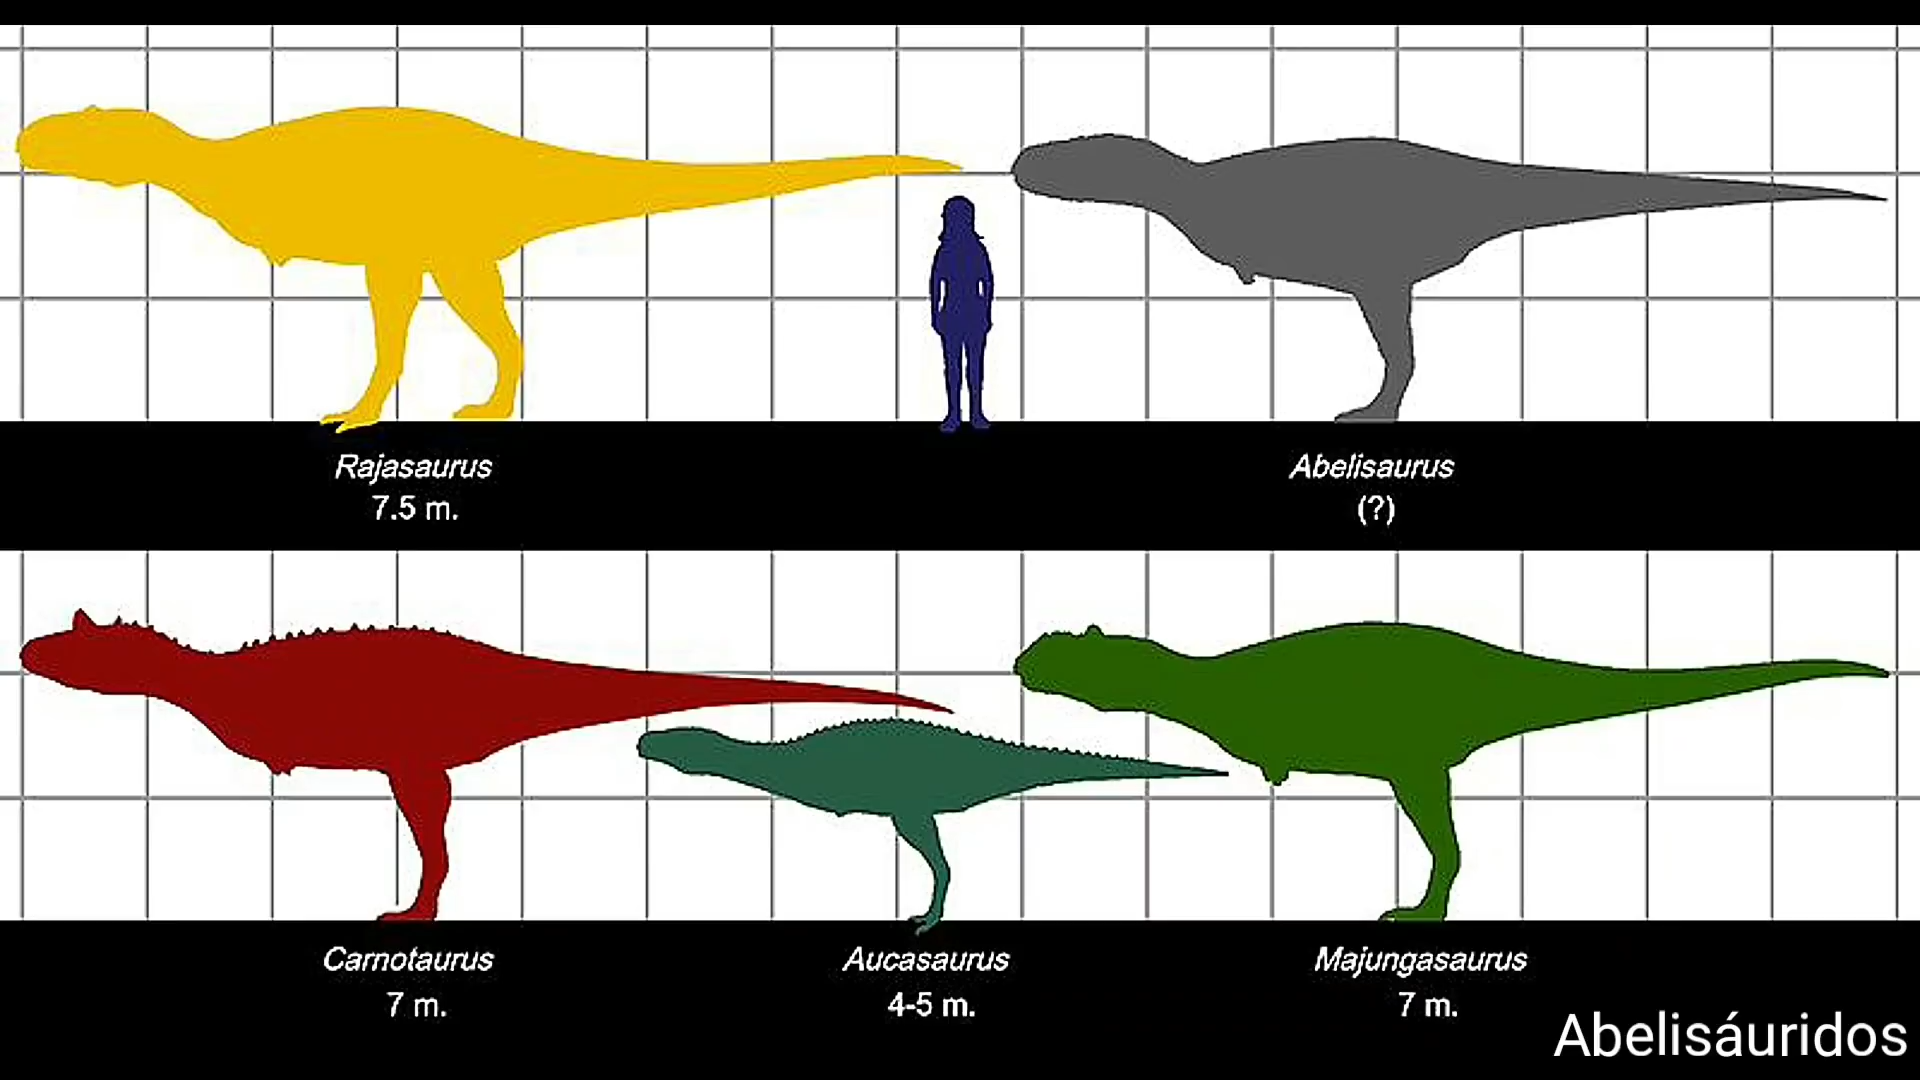 Rajasaurus
7.5 m.
Abelisaurus
(?)
Carnotaurus
7 m.
Aucasaurus
4-5 m.
Majungasaurus
7 m.
Abelisáuridos